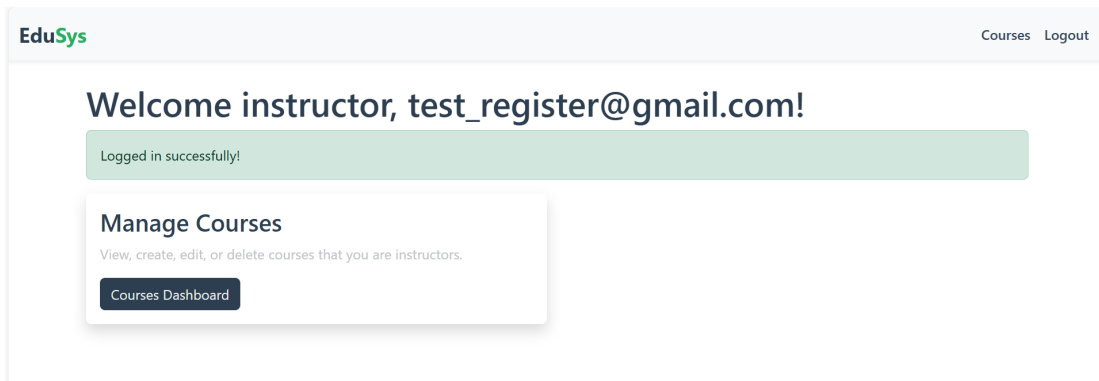 EduSys
Courses Logout
Welcome instructor, test_register@gmail.com!
Logged in successfully!
Manage Courses
View, create, edit, or delete courses that you are instructors.
Courses Dashboard